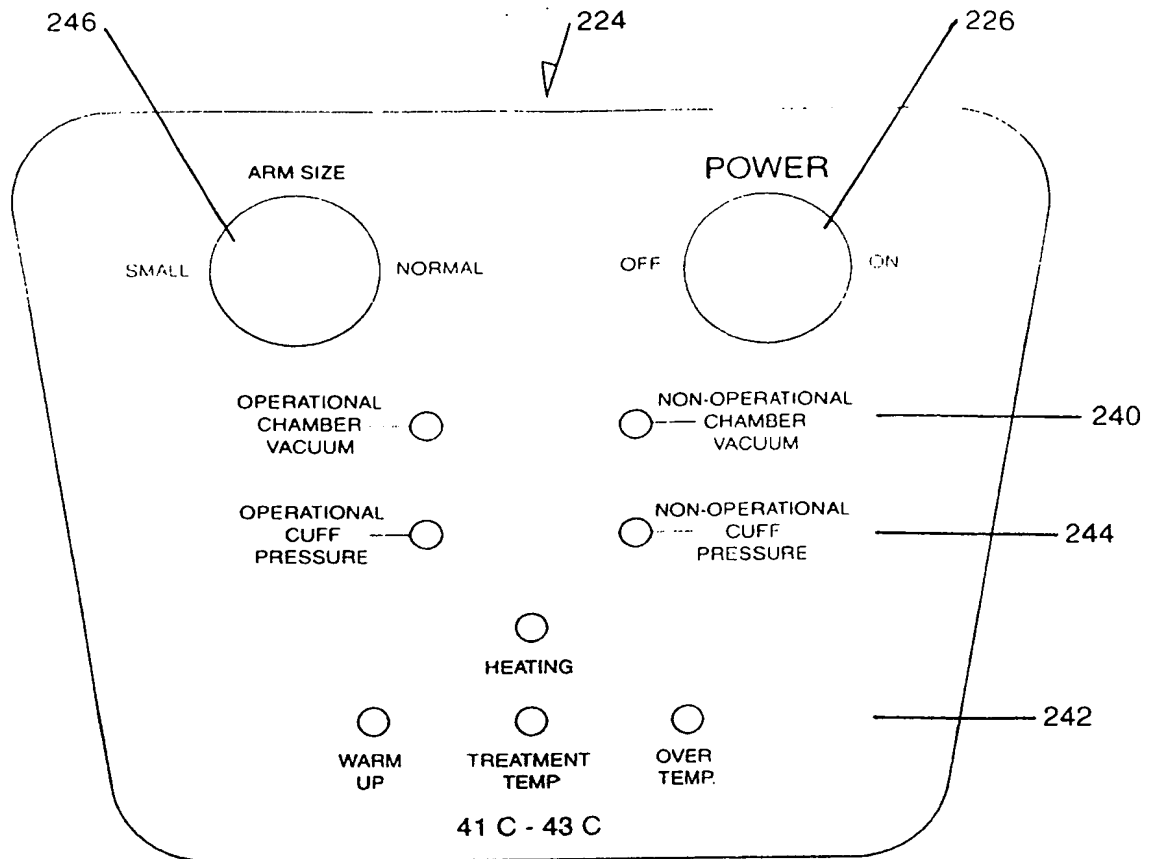 246
224
226
ARM SIZE
POWER
SMALL
NORMAL
OFF
ON
OPERATIONAL
CHAMBER
VACUUM
NON-OPERATIONAL
CHAMBER
VACUUM
240
OPERATIONAL
CUFF
PRESSURE
NON-OPERATIONAL
CUFF
PRESSURE
244
HEATING
242
WARM
UP
TREATMENT
TEMP
OVER
TEMP.
41 C - 43 C